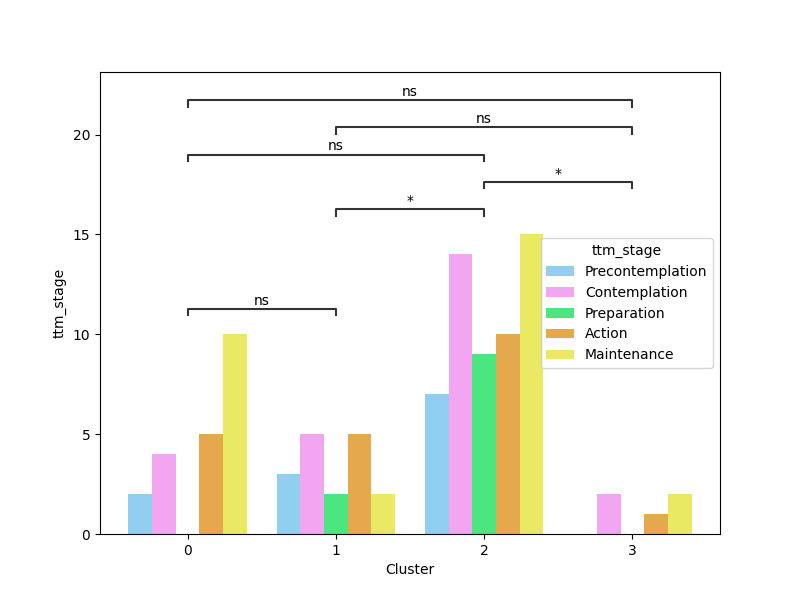 ns
ns
ns
*
*
ns
20
15
10
5
0
ttm_stage
ttm_stage
Precontemplation
Contemplation
Preparation
Action
Maintenance
0 1 2 3
Cluster